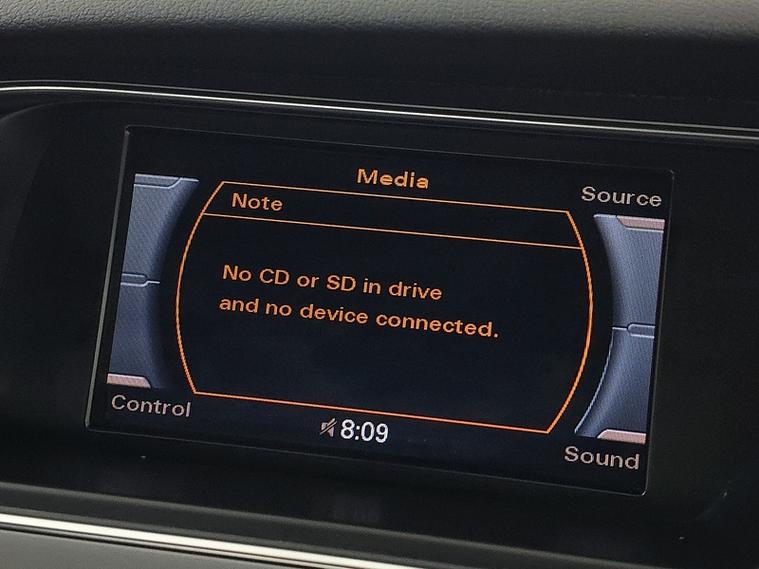 Media
Source
Note
No CD or SD in drive
and no device connected.
Control
8:09
Sound